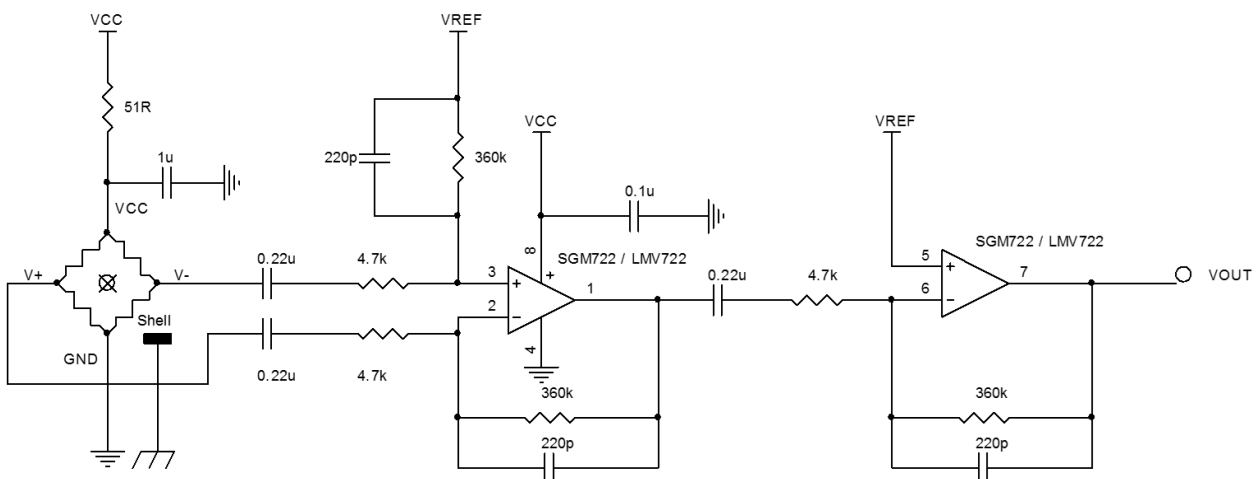 VCC
VREF
51R
220p
360k
VCC
VREF
1u
0.1u
VCC
8
SGM722 / LMV722
SGM722 / LMV722
V+
V-
0.22u
4.7k
3
+
+
1
0.22u
4.7k
5
+
7
VOUT
2
−
6
−
Shell
GND
4
0.22u
4.7k
360k
360k
220p
220p